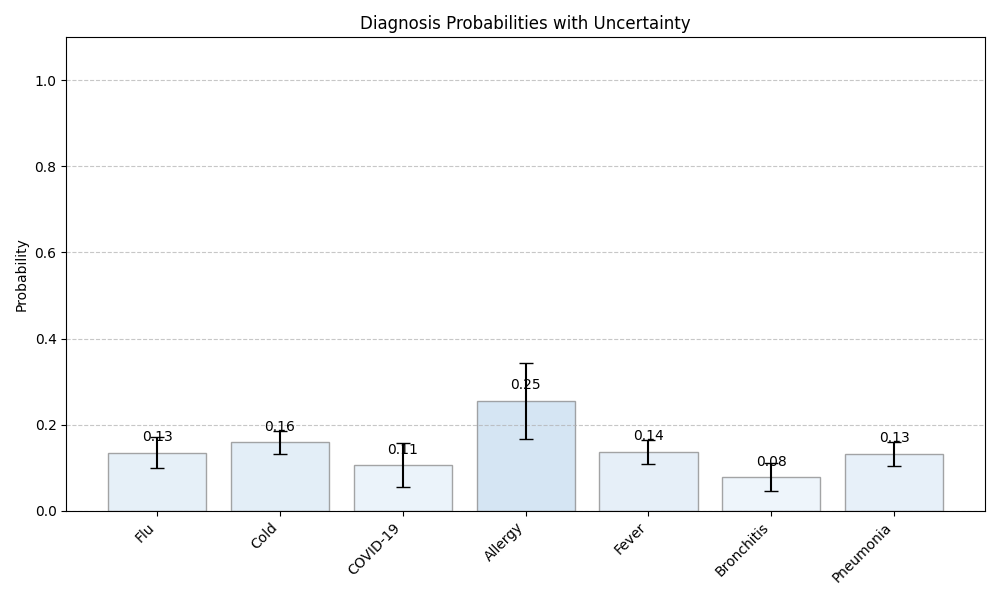 Diagnosis Probabilities with Uncertainty
Probability
1.0
0.8
0.6
0.4
0.2
0.0
0.13
0.16
0.11
0.25
0.14
0.08
0.13
Flu
Cold
COVID-19
Allergy
Fever
Bronchitis
Pneumonia